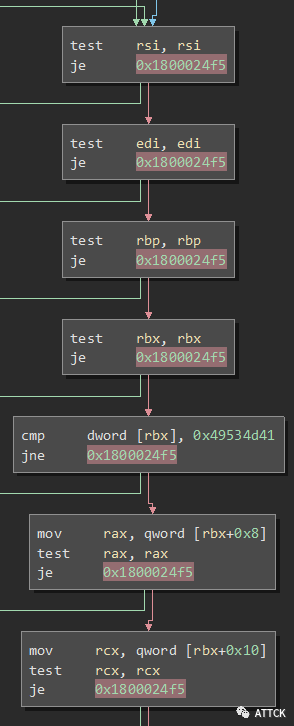 test rsi, rsi
je 0x1800024f5
test edi, edi
je 0x1800024f5
test rbp, rbp
je 0x1800024f5
test rbx, rbx
je 0x1800024f5
cmp dword [rbx], 0x49534d41
jne 0x1800024f5
mov rax, qword [rbx+0x8]
test rax, rax
je 0x1800024f5
mov rcx, qword [rbx+0x10]
test rcx, rcx
je 0x1800024f5
ATTCK